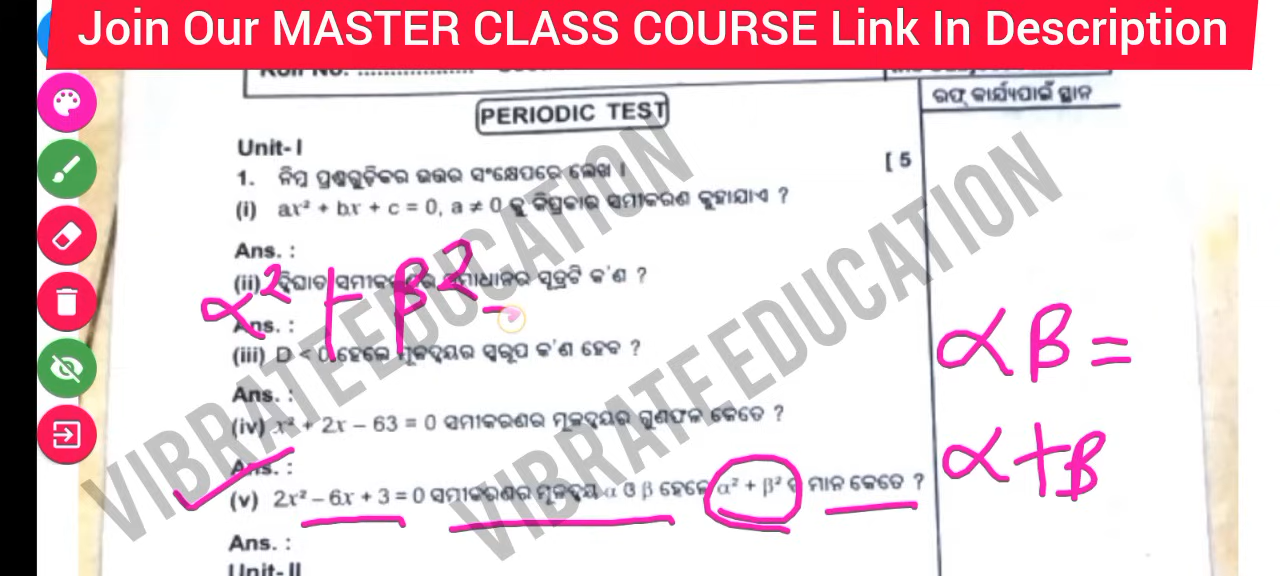 Join Our MASTER CLASS COURSE Link In Description
Roll No. ....................
ରଫ୍ କାର୍ଯ୍ୟପାଇଁ ସ୍ଥାନ
PERIODIC TEST
Unit-I
1. ନିମ୍ନ ପ୍ରଶ୍ନଗୁଡ଼ିକର ଉତ୍ତର ସଂକ୍ଷେପରେ ଲେଖ । [ 5
(i) ax² + bx + c = 0, a ≠ 0 କୁ କିପ୍ରକାର ସମୀକରଣ କୁହାଯାଏ ?
Ans. :
(ii) ଦ୍ଵିଘାତ ସମୀକରଣର ସମାଧାନର ସୂତ୍ରଟି କ'ଣ ?
α² + β² =
Ans. :
(iii) D < 0 ହେଲେ ମୂଳଦ୍ୱୟର ସ୍ୱରୂପ କ'ଣ ହେବ ?
αβ =
Ans. :
(iv) x² + 2x – 63 = 0 ସମୀକରଣର ମୂଳଦ୍ୱୟର ଗୁଣଫଳ କେତେ ?
α + β
Ans. :
(v) 2x² – 6x + 3 = 0 ସମୀକରଣର ମୂଳଦ୍ୱୟ α ଓ β ହେଲେ α² + β² ର ମାନ କେତେ ?
Ans. :
Unit-II
VIBRATE EDUCATION
VIBRATE EDUCATION